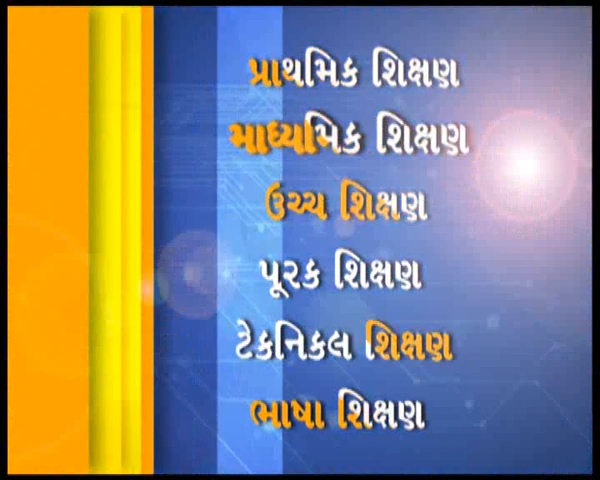 પ્રાથમિક શિક્ષણ
માધ્યમિક શિક્ષણ
ઉચ્ચ શિક્ષણ
પૂરક શિક્ષણ
ટેકનિકલ શિક્ષણ
ભાષા શિક્ષણ